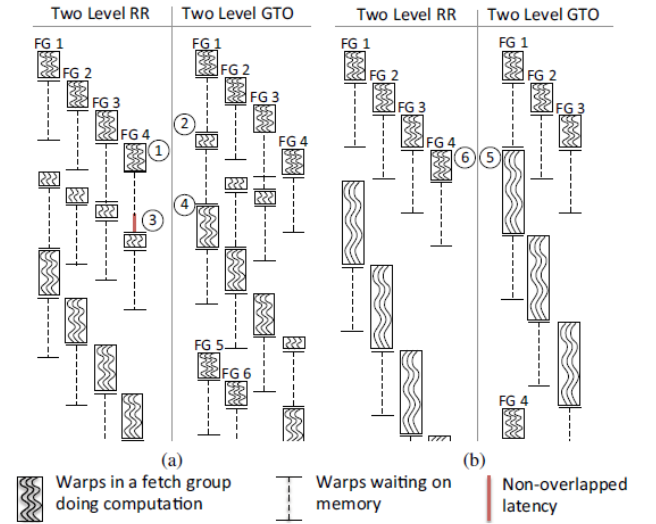 Two Level RR
Two Level GTO
FG 1
FG 2
FG 3
FG 4
1
3
FG 1
FG 2
FG 3
FG 4
2
4
FG 5
FG 6
(a)
Two Level RR
Two Level GTO
FG 1
FG 2
FG 3
FG 4
6
FG 1
FG 2
FG 3
5
FG 4
(b)
Warps in a fetch group
doing computation
Warps waiting on
memory
Non-overlapped
latency